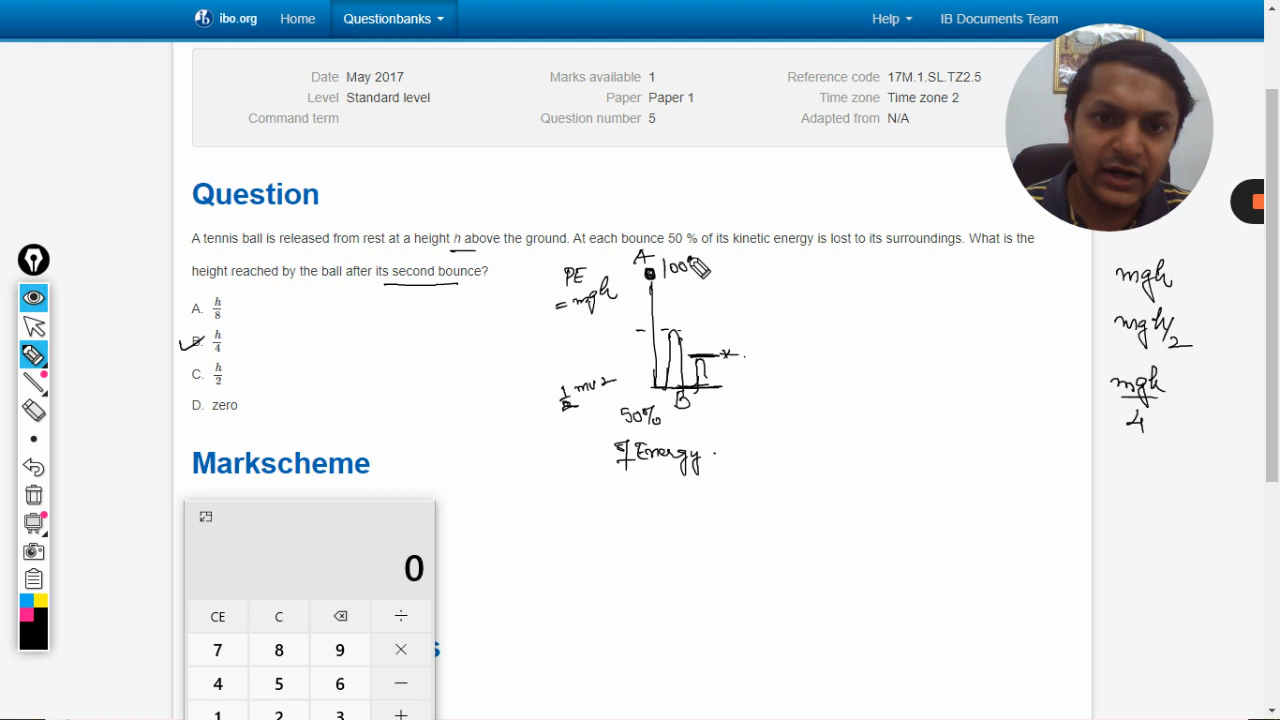 ibo.org Home Questionbanks Help IB Documents Team
Date May 2017 Marks available 1 Reference code 17M.1.SL.TZ2.5
Level Standard level Paper Paper 1 Time zone Time zone 2
Command term Question number 5 Adapted from N/A
Question
A tennis ball is released from rest at a height h above the ground. At each bounce 50 % of its kinetic energy is lost to its surroundings. What is the
height reached by the ball after its second bounce?
A. h/8
B. h/4
C. h/2
D. zero
A 100%
PE
= mgh
1/2 mv2
B
50%
of Energy.
mgh
mgh/2
mgh/4
Markscheme
0
CE C ÷
7 8 9 ×
4 5 6 −
1 2 3 +
s